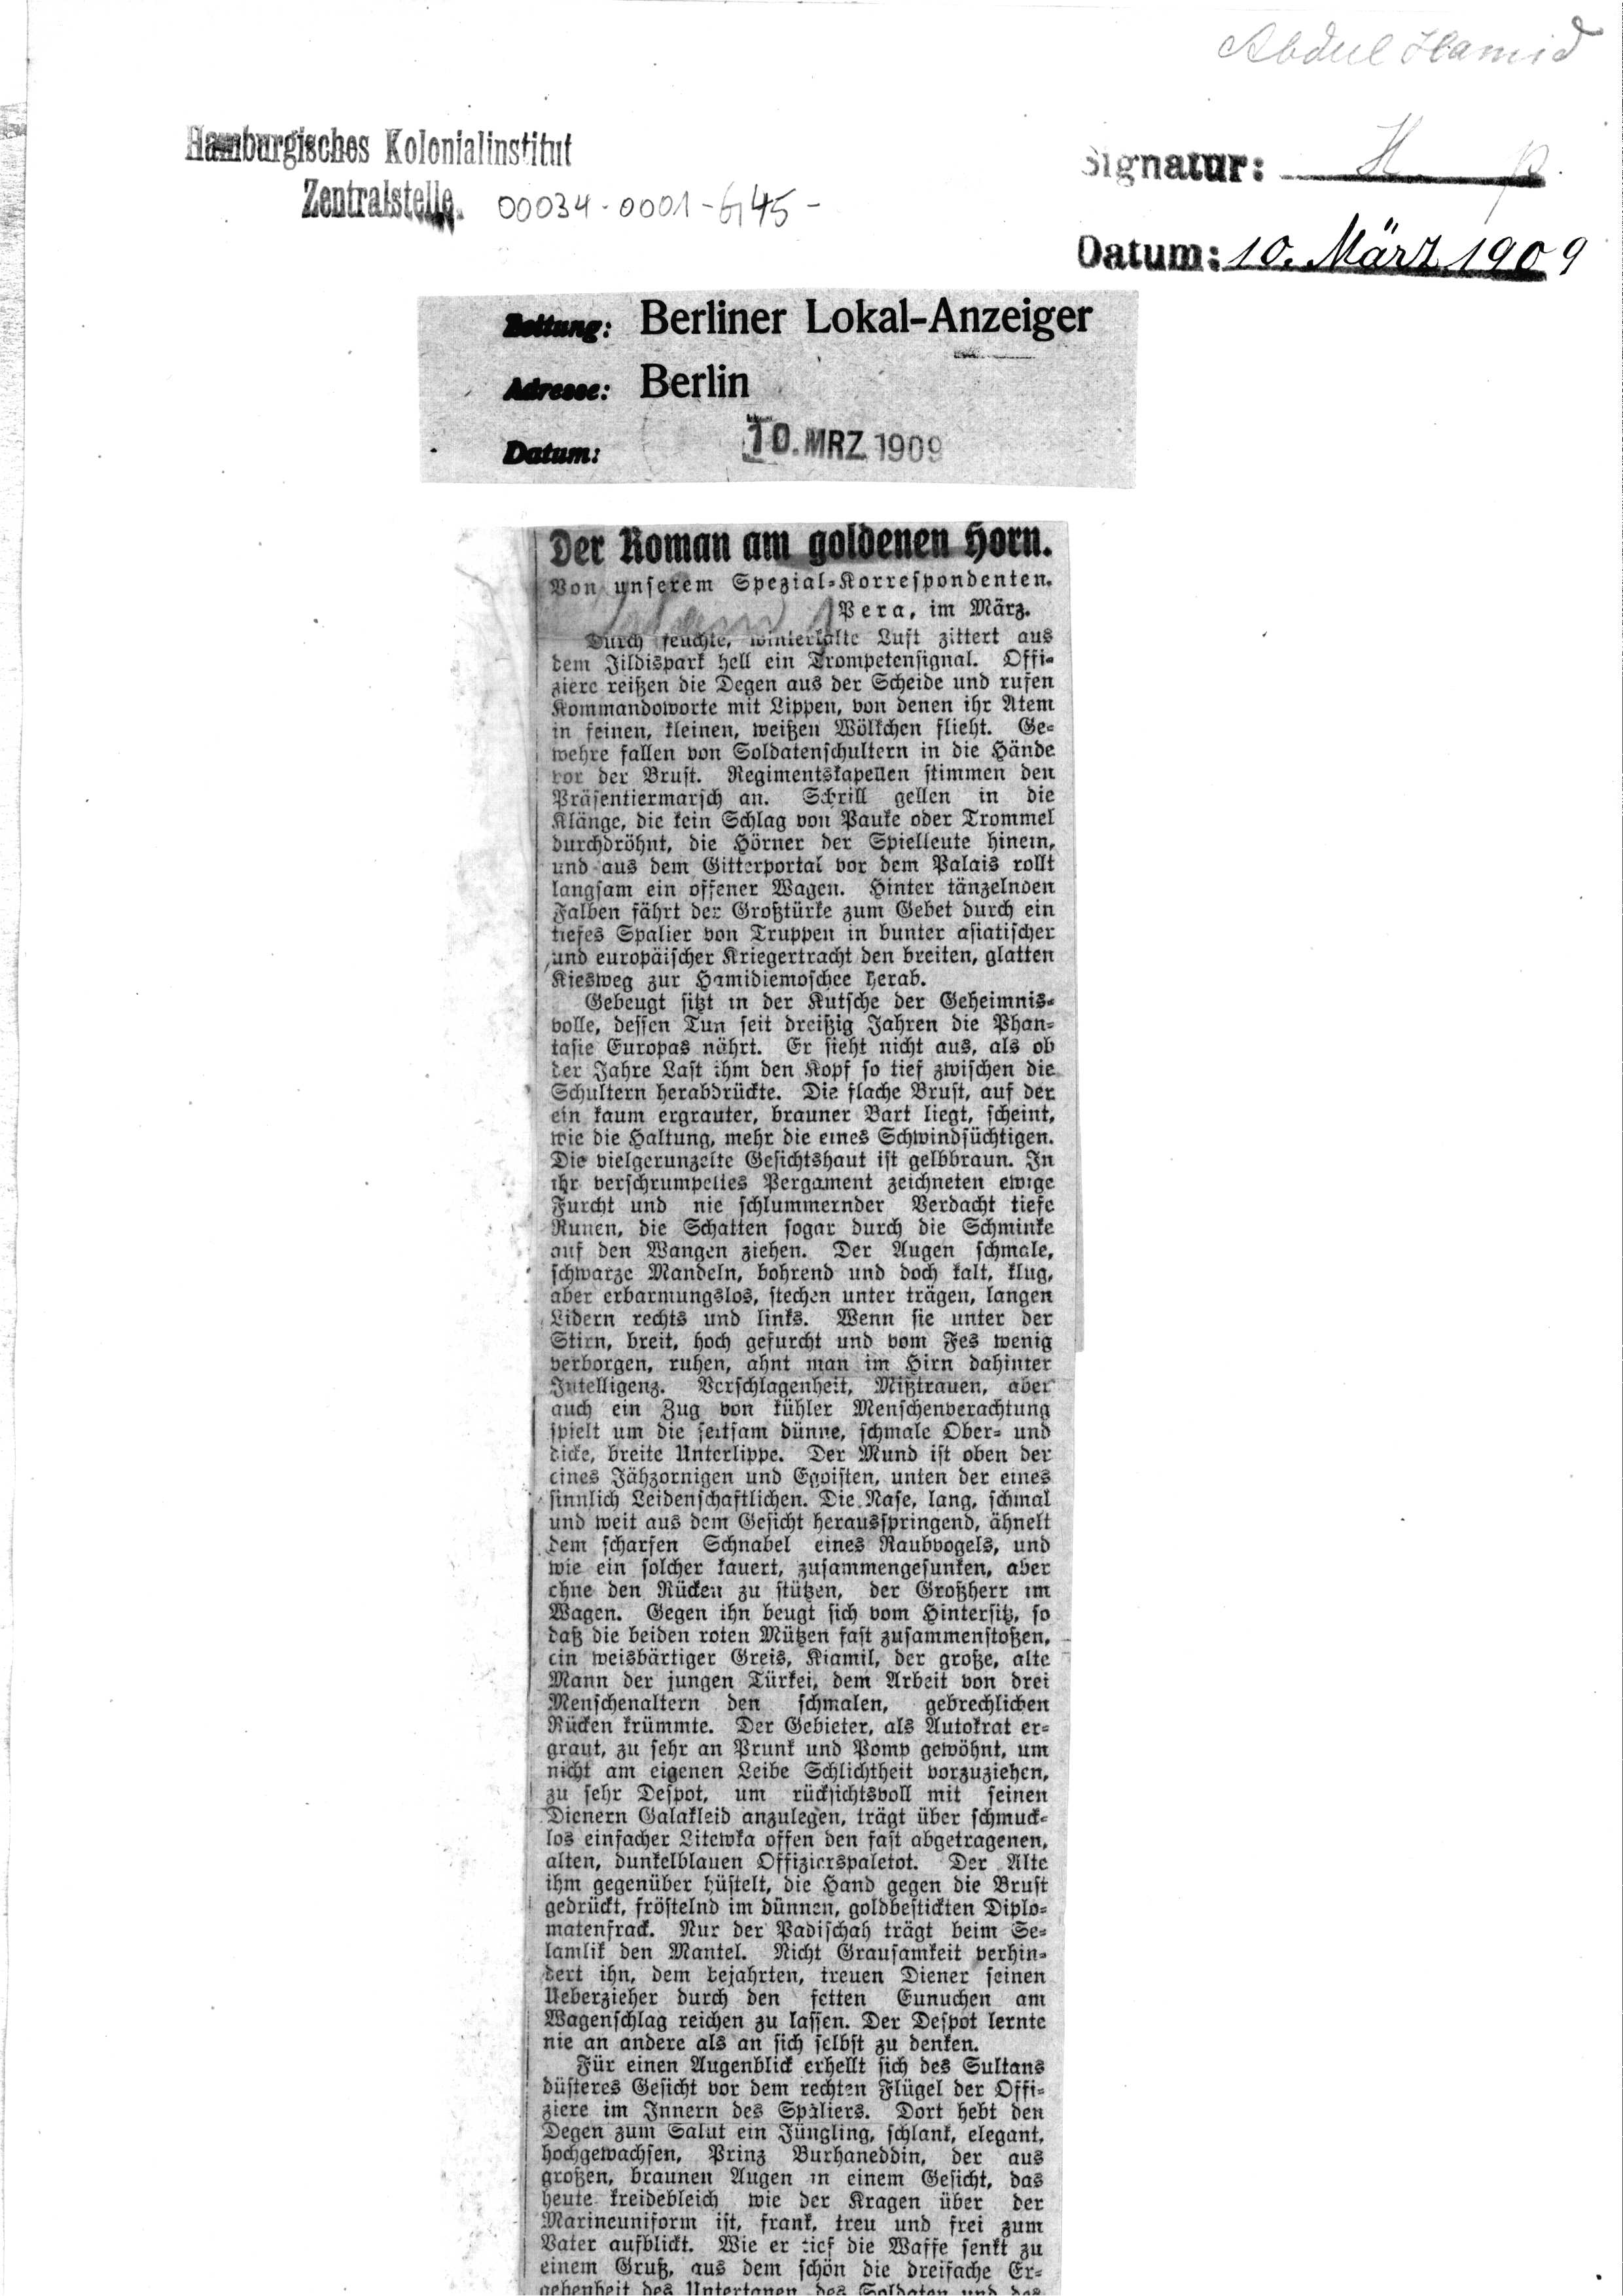 Abdul Hamid
Hamburgisches Kolonialinstitut
Zentralstelle. 00034-0001-6/45-
Signatur: H
Datum: 10. März 1909
Zeitung: Berliner Lokal-Anzeiger
Adresse: Berlin
Datum: 10. MRZ 1909
Der Roman am goldenen Horn.
Von unserem Spezial-Korrespondenten.
Pera, im März.
Durch feuchte, winterkalte Luft zittert aus
dem Jildispark hell ein Trompetensignal. Offi-
ziere reißen die Degen aus der Scheide und rufen
Kommandoworte mit Lippen, von denen ihr Atem
in feinen, kleinen, weißen Wölkchen flieht. Ge-
wehre fallen von Soldatenschultern in die Hände
vor der Brust. Regimentskapellen stimmen den
Präsentiermarsch an. Schrill gellen in die
Klänge, die kein Schlag von Pauke oder Trommel
durchdröhnt, die Hörner der Spielleute hinein,
und aus dem Gitterportal vor dem Palais rollt
langsam ein offener Wagen. Hinter tänzelnden
Falben fährt der Großtürke zum Gebet durch ein
tiefes Spalier von Truppen in bunter asiatischer
und europäischer Kriegertracht den breiten, glatten
Kiesweg zur Hamidiemoschee herab.
Gebeugt sitzt in der Kutsche der Geheimnis-
volle, dessen Tun seit dreißig Jahren die Phan-
tasie Europas nährt. Er sieht nicht aus, als ob
der Jahre Last ihm den Kopf so tief zwischen die
Schultern herabdrückte. Die flache Brust, auf der
ein kaum ergrauter, brauner Bart liegt, scheint,
wie die Haltung, mehr die eines Schwindsüchtigen.
Die vielgerunzelte Gesichtshaut ist gelbbraun. In
ihr verschrumpeltes Pergament zeichneten ewige
Furcht und nie schlummernder Verdacht tiefe
Runen, die Schatten sogar durch die Schminke
auf den Wangen ziehen. Der Augen schmale,
schwarze Mandeln, bohrend und doch kalt, klug,
aber erbarmungslos, stechen unter trägen, langen
Lidern rechts und links. Wenn sie unter der
Stirn, breit, hoch gefurcht und vom Fes wenig
verborgen, ruhen, ahnt man im Hirn dahinter
Intelligenz. Verschlagenheit, Mißtrauen, aber
auch ein Zug von kühler Menschenverachtung
spielt um die seltsam dünne, schmale Ober- und
dicke, breite Unterlippe. Der Mund ist oben der
eines Jähzornigen und Egoisten, unten der eines
sinnlich Leidenschaftlichen. Die Nase, lang, schmal
und weit aus dem Gesicht herausspringend, ähnelt
dem scharfen Schnabel eines Raubvogels, und
wie ein solcher kauert, zusammengesunken, aber
ohne den Rücken zu stützen, der Großherr im
Wagen. Gegen ihn beugt sich vom Hintersitz, so
daß die beiden roten Mützen fast zusammenstoßen,
ein weisbärtiger Greis, Kiamil, der große, alte
Mann der jungen Türkei, dem Arbeit von drei
Menschenaltern den schmalen, gebrechlichen
Rücken krümmte. Der Gebieter, als Autokrat er-
graut, zu sehr an Prunk und Pomp gewöhnt, um
nicht am eigenen Leibe Schlichtheit vorzuziehen,
zu sehr Despot, um rücksichtsvoll mit seinen
Dienern Galakleid anzulegen, trägt über schmuck-
los einfacher Litewka offen den fast abgetragenen,
alten, dunkelblauen Offizierspaletot. Der Alte
ihm gegenüber hüstelt, die Hand gegen die Brust
gedrückt, fröstelnd im dünnen, goldbestickten Diplo-
matenfrack. Nur der Padischah trägt beim Se-
lamlik den Mantel. Nicht Grausamkeit verhin-
dert ihn, dem bejahrten, treuen Diener seinen
Ueberzieher durch den fetten Eunuchen am
Wagenschlag reichen zu lassen. Der Despot lernte
nie an andere als an sich selbst zu denken.
Für einen Augenblick erhellt sich des Sultans
düsteres Gesicht vor dem rechten Flügel der Offi-
ziere im Innern des Spaliers. Dort hebt den
Degen zum Salut ein Jüngling, schlank, elegant,
hochgewachsen, Prinz Burhaneddin, der aus
großen, braunen Augen in einem Gesicht, das
heute kreidebleich wie der Kragen über der
Marineuniform ist, frank, treu und frei zum
Vater aufblickt. Wie er tief die Waffe senkt zu
einem Gruß, aus dem schön die dreifache Er-
gebenheit des Untertanen, des Soldaten und des